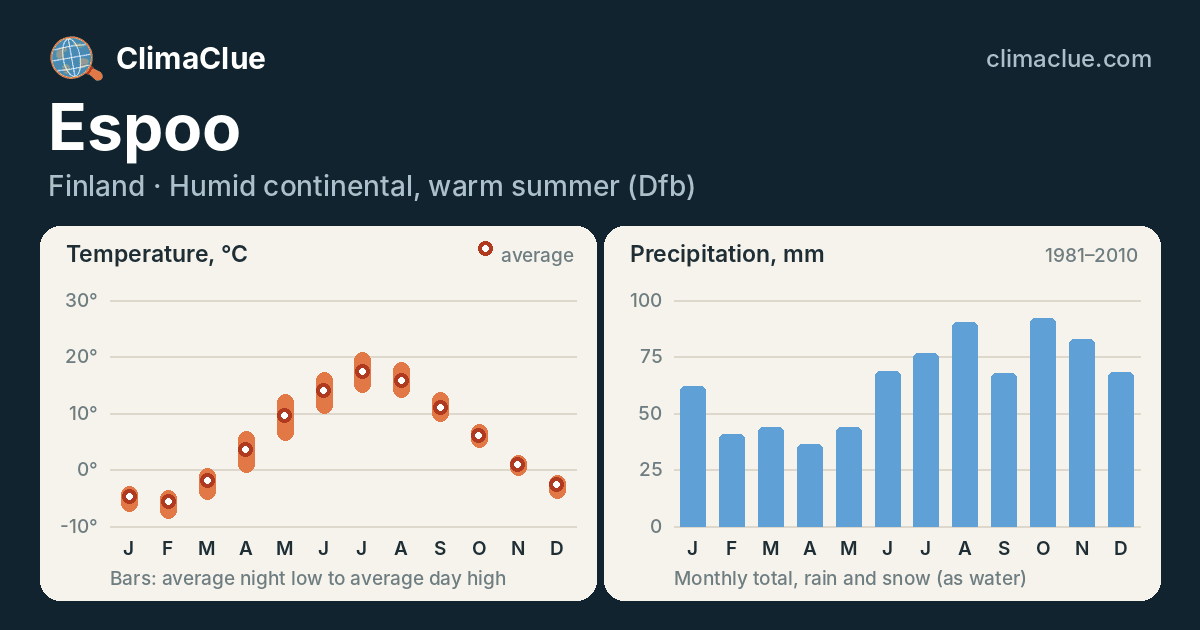 ClimaClue
climaclue.com
Espoo
Finland · Humid continental, warm summer (Dfb)
Temperature, °C
average
30°
20°
10°
0°
-10°
J F M A M J J A S O N D
Bars: average night low to average day high
Precipitation, mm
1981–2010
100
75
50
25
0
J F M A M J J A S O N D
Monthly total, rain and snow (as water)